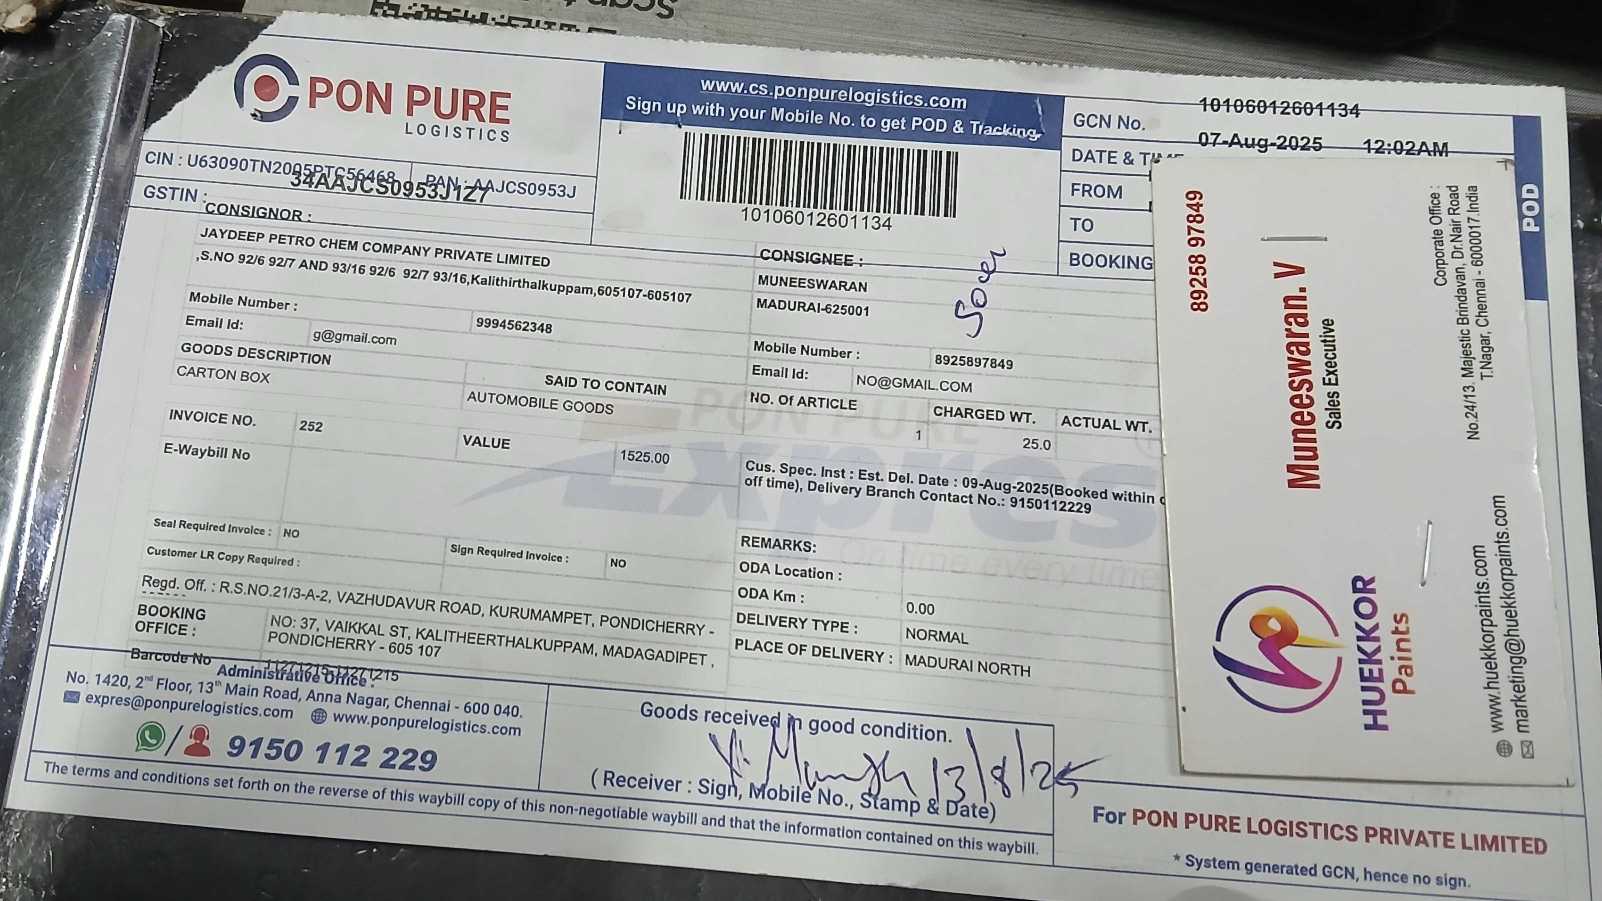 PON PURE
LOGISTICS
CIN : U63090TN2005PTC56468 PAN : AAJCS0953J
GSTIN : 34AAJCS0953J1Z7
www.cs.ponpurelogistics.com
Sign up with your Mobile No. to get POD & Tracking
10106012601134
GCN No. 10106012601134
DATE & TI 07-Aug-2025 12:02AM
FROM
TO
BOOKING
POD
CONSIGNOR :
JAYDEEP PETRO CHEM COMPANY PRIVATE LIMITED
,S.NO 92/6 92/7 AND 93/16 92/6 92/7 93/16,Kalithirthalkuppam,605107-605107
Mobile Number : 9994562348
Email Id: g@gmail.com
CONSIGNEE :
MUNEESWARAN
MADURAI-625001
Mobile Number : 8925897849
Email Id: NO@GMAIL.COM
GOODS DESCRIPTION SAID TO CONTAIN NO. Of ARTICLE CHARGED WT. ACTUAL WT.
CARTON BOX AUTOMOBILE GOODS 1 25.0
INVOICE NO. 252 VALUE 1525.00
E-Waybill No
Cus. Spec. Inst : Est. Del. Date : 09-Aug-2025(Booked within
off time), Delivery Branch Contact No.: 9150112229
PON PURE
Expres
On time every time
Seal Required Invoice : NO Sign Required Invoice : NO
Customer LR Copy Required :
REMARKS:
ODA Location :
ODA Km : 0.00
DELIVERY TYPE : NORMAL
PLACE OF DELIVERY : MADURAI NORTH
Regd. Off. : R.S.NO.21/3-A-2, VAZHUDAVUR ROAD, KURUMAMPET, PONDICHERRY -
BOOKING OFFICE : NO: 37, VAIKKAL ST, KALITHEERTHALKUPPAM, MADAGADIPET ,
PONDICHERRY - 605 107
Barcode No 11271215-11271215
Administrative Office :
No. 1420, 2nd Floor, 13th Main Road, Anna Nagar, Chennai - 600 040.
expres@ponpurelogistics.com www.ponpurelogistics.com
9150 112 229
Goods received in good condition.
13/8/25
( Receiver : Sign, Mobile No., Stamp & Date)
The terms and conditions set forth on the reverse of this waybill copy of this non-negotiable waybill and that the information contained on this waybill.
For PON PURE LOGISTICS PRIVATE LIMITED
* System generated GCN, hence no sign.
89258 97849
Muneeswaran. V
Sales Executive
Corporate Office :
No.24/13, Majestic Brindavan, Dr.Nair Road
T.Nagar, Chennai - 6000017.India
HUEKKOR
Paints
www.huekkorpaints.com
marketing@huekkorpaints.com